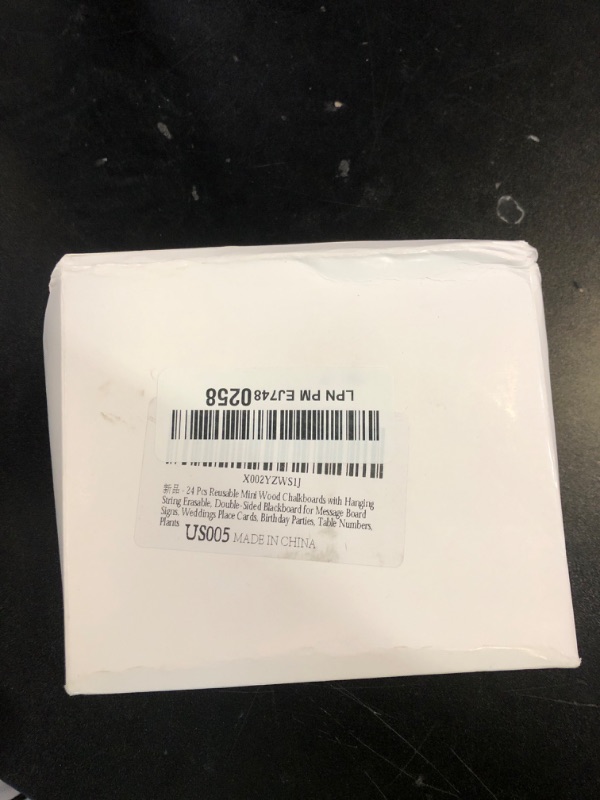 LPN PM EJ7480258
X002YZWS1J
新品 - 24 Pcs Reusable Mini Wood Chalkboards with Hanging
String Erasable, Double-Sided Blackboard for Message Board
Signs, Weddings Place Cards, Birthday Parties, Table Numbers,
Plants
US005 MADE IN CHINA